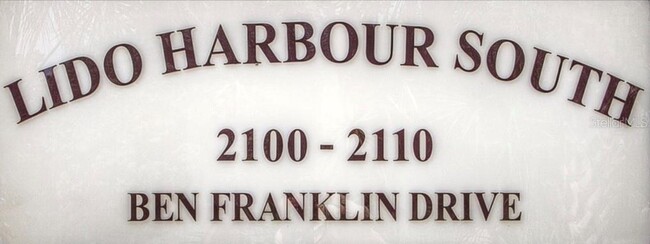 LIDO HARBOUR SOUTH
2100 - 2110
BEN FRANKLIN DRIVE